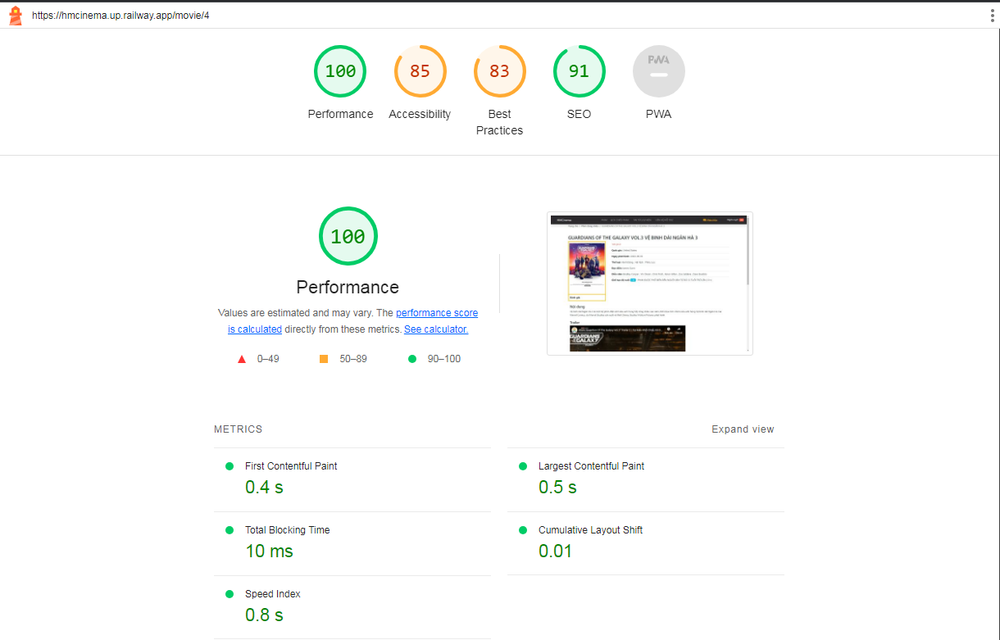 https://hmcinema.up.railway.app/movie/4
100
85
83
91
PWA
Performance
Accessibility
Best Practices
SEO
PWA
100
Performance
Values are estimated and may vary. The performance score
is calculated directly from these metrics. See calculator.
0–49
50–89
90–100
GUARDIANS OF THE GALAXY VOL.3 VỆ BINH DẢI NGÂN HÀ 3
Nội dung
Trailer
METRICS
Expand view
First Contentful Paint
0.4 s
Largest Contentful Paint
0.5 s
Total Blocking Time
10 ms
Cumulative Layout Shift
0.01
Speed Index
0.8 s